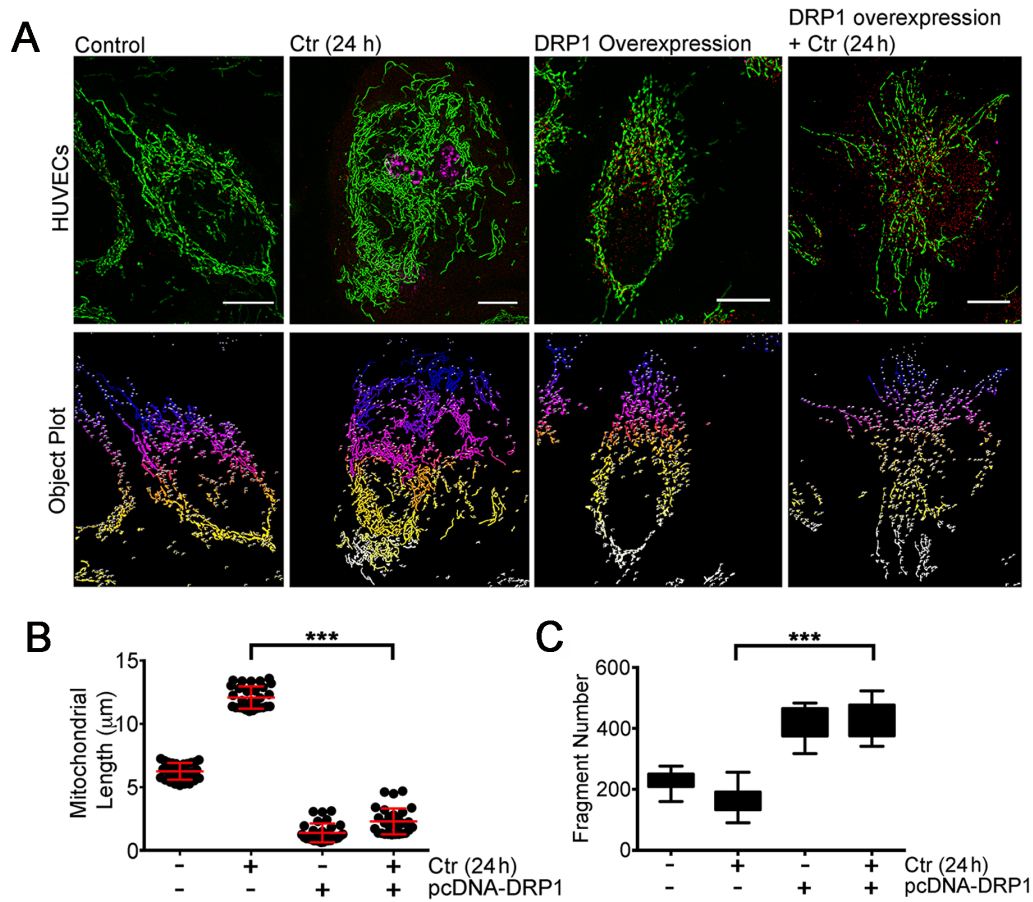 A
Control
Ctr (24 h)
DRP1 Overexpression
DRP1 overexpression
+ Ctr (24 h)
HUVECs
Object Plot
B
***
15
10
5
0
Mitochondrial
Length (μm)
- + - + Ctr (24 h)
- - + + pcDNA-DRP1
C
***
600
400
200
0
Fragment Number
- + - + Ctr (24 h)
- - + + pcDNA-DRP1